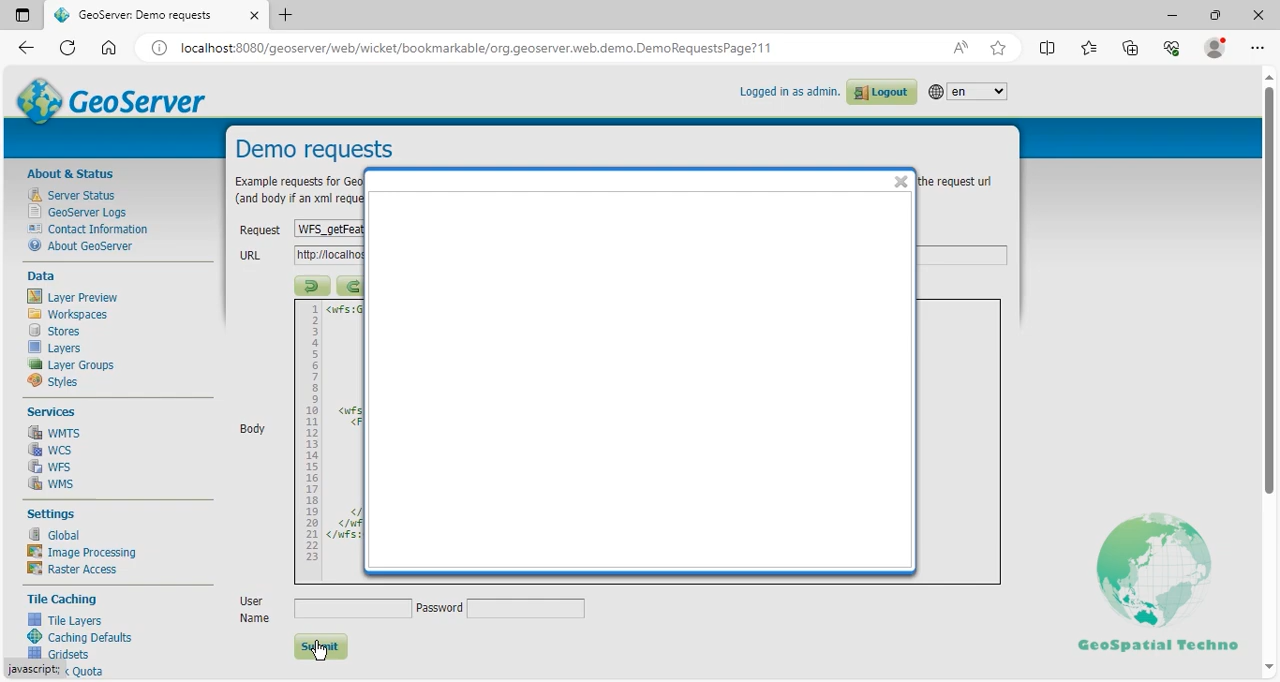 GeoServer: Demo requests
localhost:8080/geoserver/web/wicket/bookmarkable/org.geoserver.web.demo.DemoRequestsPage?11
GeoServer
Logged in as admin.
Logout
en
About & Status
Server Status
GeoServer Logs
Contact Information
About GeoServer
Data
Layer Preview
Workspaces
Stores
Layers
Layer Groups
Styles
Services
WMTS
WCS
WFS
WMS
Settings
Global
Image Processing
Raster Access
Tile Caching
Tile Layers
Caching Defaults
Gridsets
Quota
javascript:;
Demo requests
Example requests for Geo
the request url
(and body if an xml reque
Request
WFS_getFeat
URL
http://localhos
Body
1 <wfs:G
2
3
4
5
6
7
8
9
10 <wfs
11 <F
12
13
14
15
16
17
18
19 </
20 </wf
21 </wfs:
22
23
User Name
Password
Submit
GeoSpatial Techno